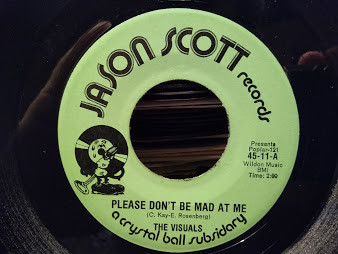 JASON SCOTT
records
Presents
Poplar-121
45-11-A
Wildon Music
BMI
Time: 2:00
PLEASE DON'T BE MAD AT ME
(C. Kay-E. Rosenberg)
THE VISUALS
a crystal ball subsidary